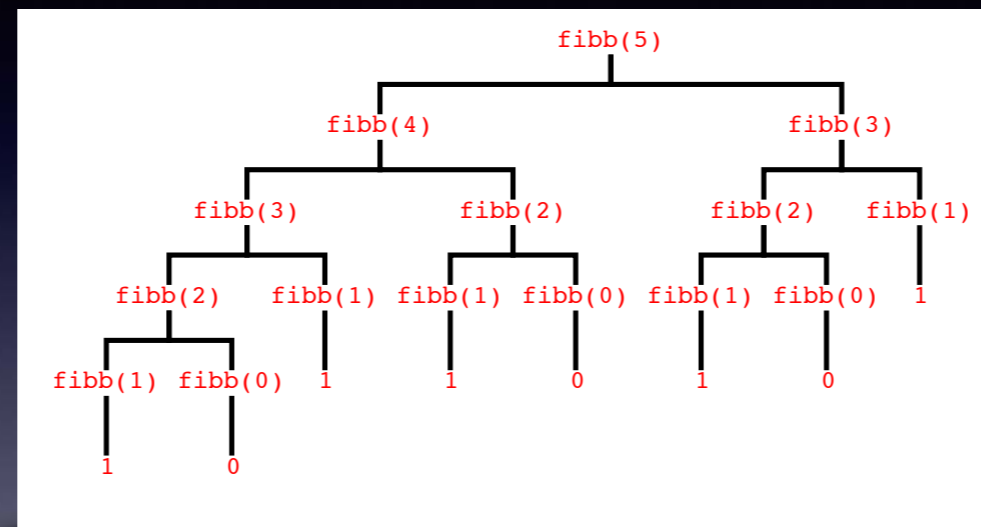 fibb(5)
fibb(4) fibb(3)
fibb(3) fibb(2) fibb(2) fibb(1)
fibb(2) fibb(1) fibb(1) fibb(0) fibb(1) fibb(0) 1
fibb(1) fibb(0) 1 1 0 1 0
1 0